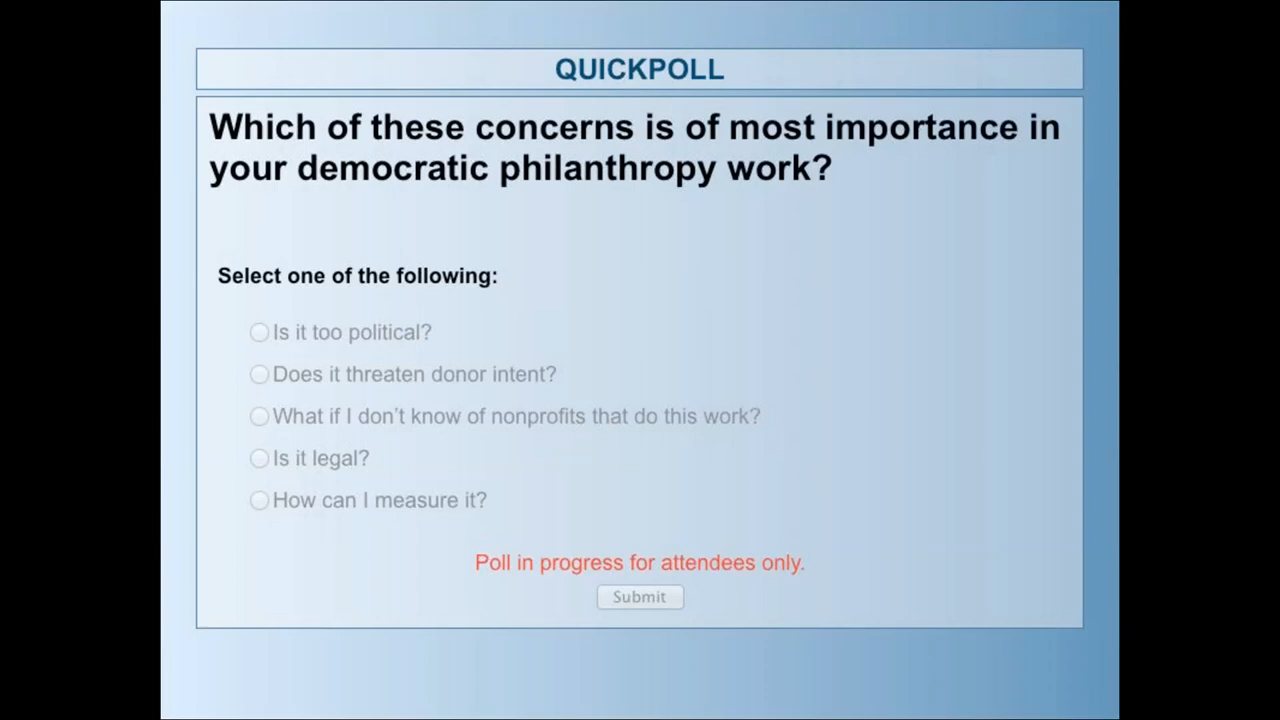 QUICKPOLL
Which of these concerns is of most importance in
your democratic philanthropy work?
Select one of the following:
Is it too political?
Does it threaten donor intent?
What if I don’t know of nonprofits that do this work?
Is it legal?
How can I measure it?
Poll in progress for attendees only.
Submit